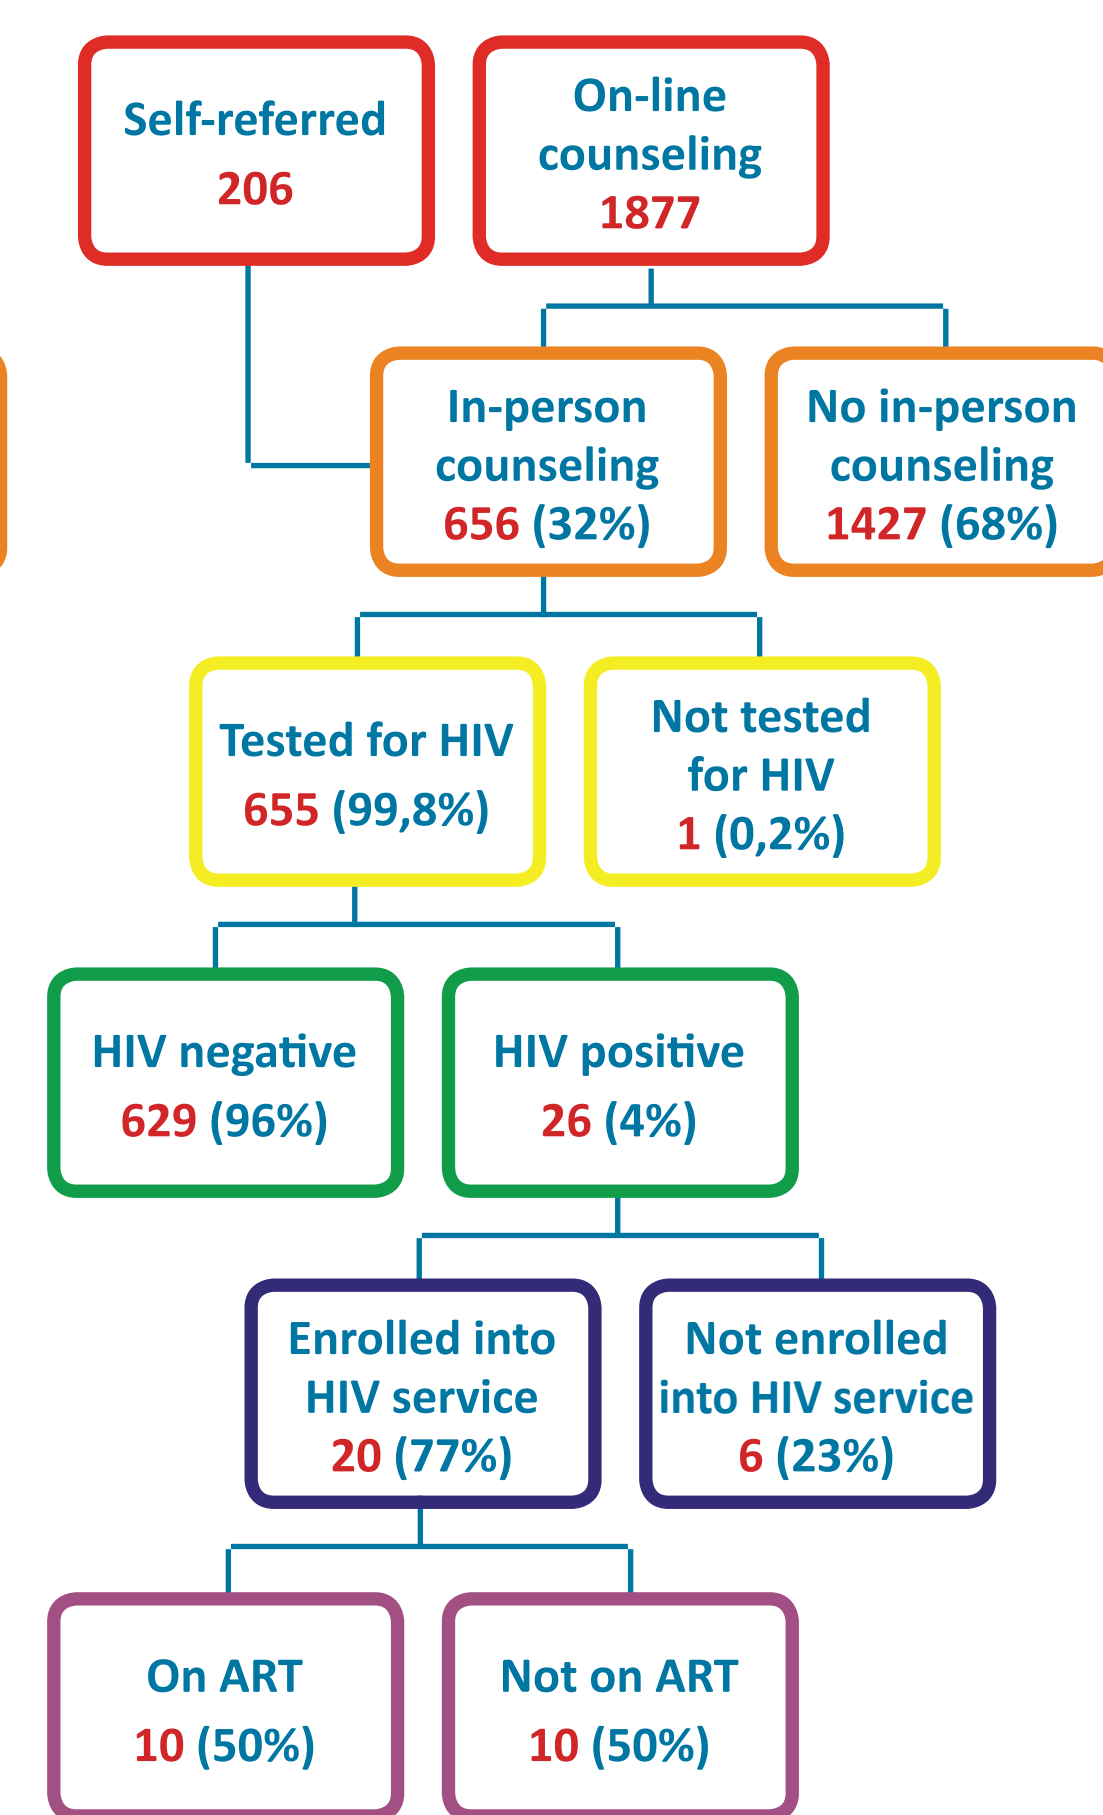 Self-referred
206
On-line
counseling
1877
In-person
counseling
656 (32%)
No in-person
counseling
1427 (68%)
Tested for HIV
655 (99,8%)
Not tested
for HIV
1 (0,2%)
HIV negative
629 (96%)
HIV positive
26 (4%)
Enrolled into
HIV service
20 (77%)
Not enrolled
into HIV service
6 (23%)
On ART
10 (50%)
Not on ART
10 (50%)